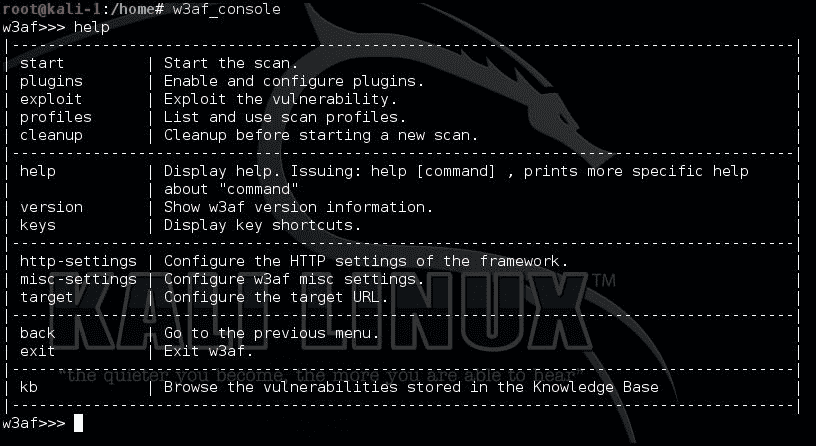 root@kali-1:/home# w3af_console
w3af>>> help
|-----------------------------------------------------------------------------|
| start         | Start the scan.                                             |
| plugins       | Enable and configure plugins.                               |
| exploit       | Exploit the vulnerability.                                  |
| profiles      | List and use scan profiles.                                 |
| cleanup       | Cleanup before starting a new scan.                         |
|-----------------------------------------------------------------------------|
| help          | Display help. Issuing: help [command] , prints more specific help |
|               | about "command"                                             |
| version       | Show w3af version information.                              |
| keys          | Display key shortcuts.                                      |
|-----------------------------------------------------------------------------|
| http-settings | Configure the HTTP settings of the framework.               |
| misc-settings | Configure w3af misc settings.                               |
| target        | Configure the target URL.                                   |
|-----------------------------------------------------------------------------|
| back          | Go to the previous menu.                                    |
| exit          | Exit w3af.                                                  |
|-----------------------------------------------------------------------------|
| kb            | Browse the vulnerabilities stored in the Knowledge Base     |
|-----------------------------------------------------------------------------|
w3af>>>
KALI LINUX™
"the quieter you become, the more you are able to hear"